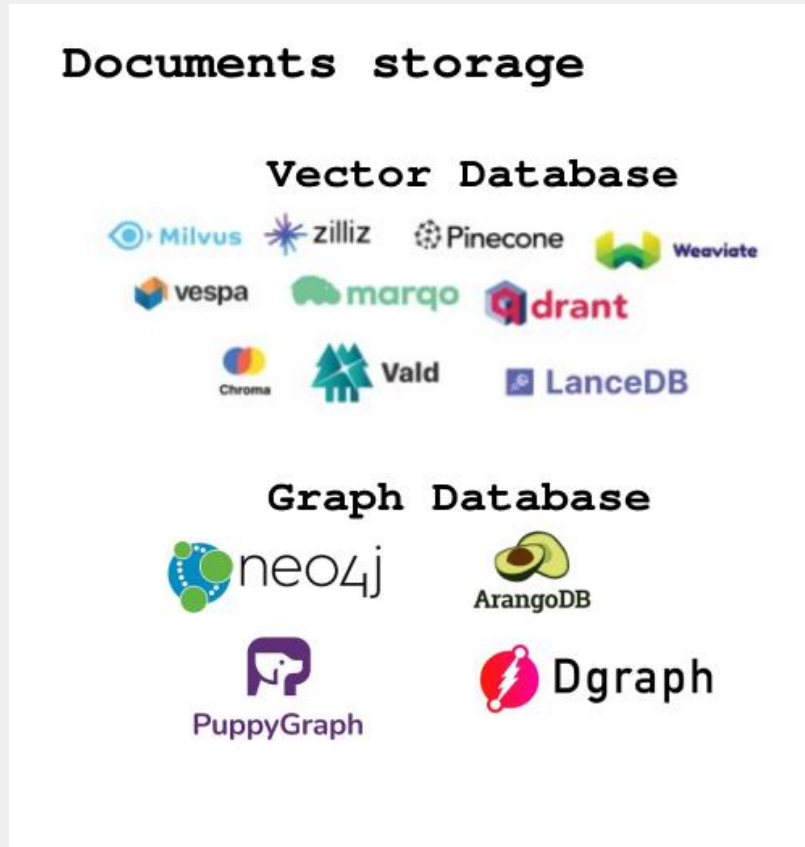 Documents storage
Vector Database
Milvus zilliz Pinecone Weaviate
vespa marqo qdrant
Chroma Vald LanceDB
Graph Database
neo4j ArangoDB
PuppyGraph Dgraph